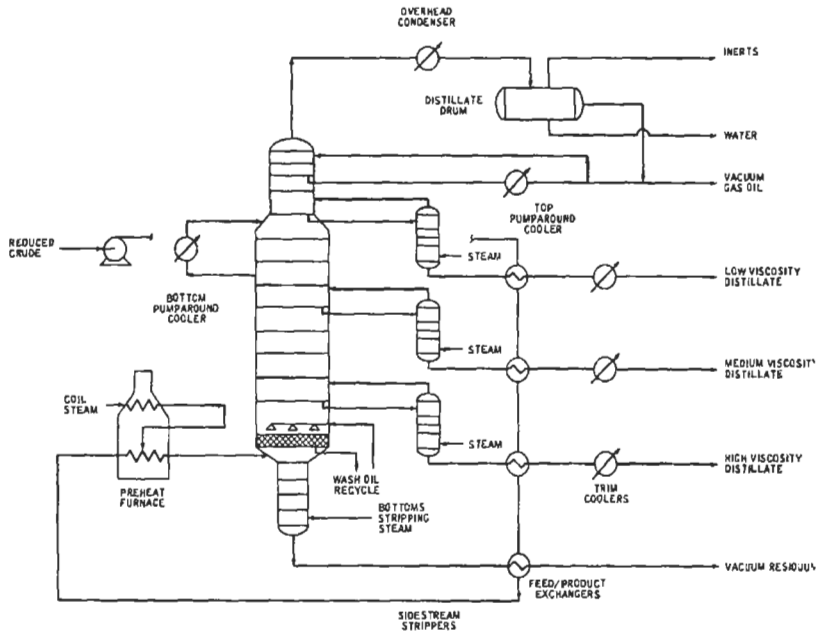 OVERHEAD
CONDENSER
INERTS
DISTILLATE
DRUM
WATER
VACUUM
GAS OIL
TOP
PUMPAROUND
COOLER
REDUCED
CRUDE
STEAM
BOTTOM
PUMPAROUND
COOLER
LOW VISCOSITY
DISTILLATE
STEAM
MEDIUM VISCOSITY
DISTILLATE
COIL
STEAM
STEAM
HIGH VISCOSITY
DISTILLATE
WASH OIL
RECYCLE
TRIM
COOLERS
PREHEAT
FURNACE
BOTTOMS
STRIPPING
STEAM
VACUUM RESIDUUM
FEED/PRODUCT
EXCHANGERS
SIDESTREAM
STRIPPERS